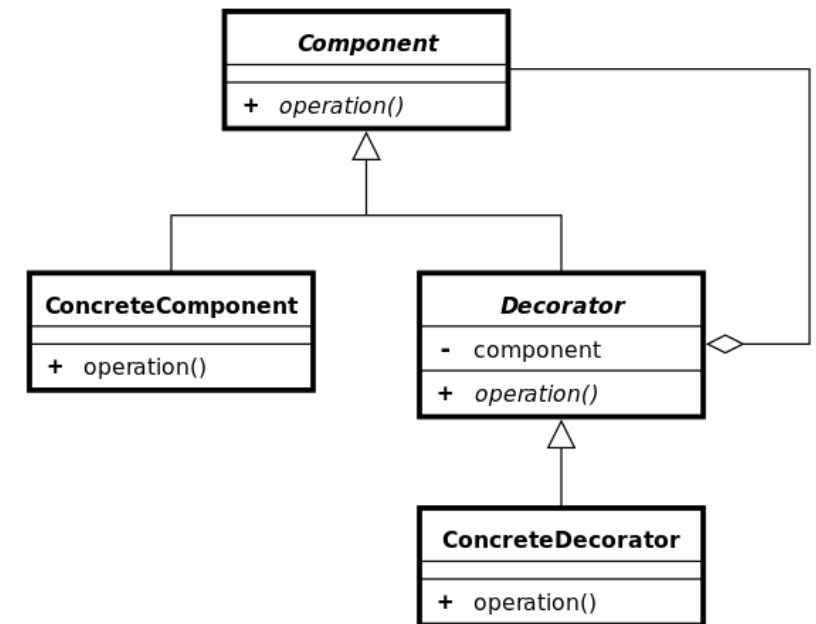 Component
+ operation()
ConcreteComponent
+ operation()
Decorator
- component
+ operation()
ConcreteDecorator
+ operation()